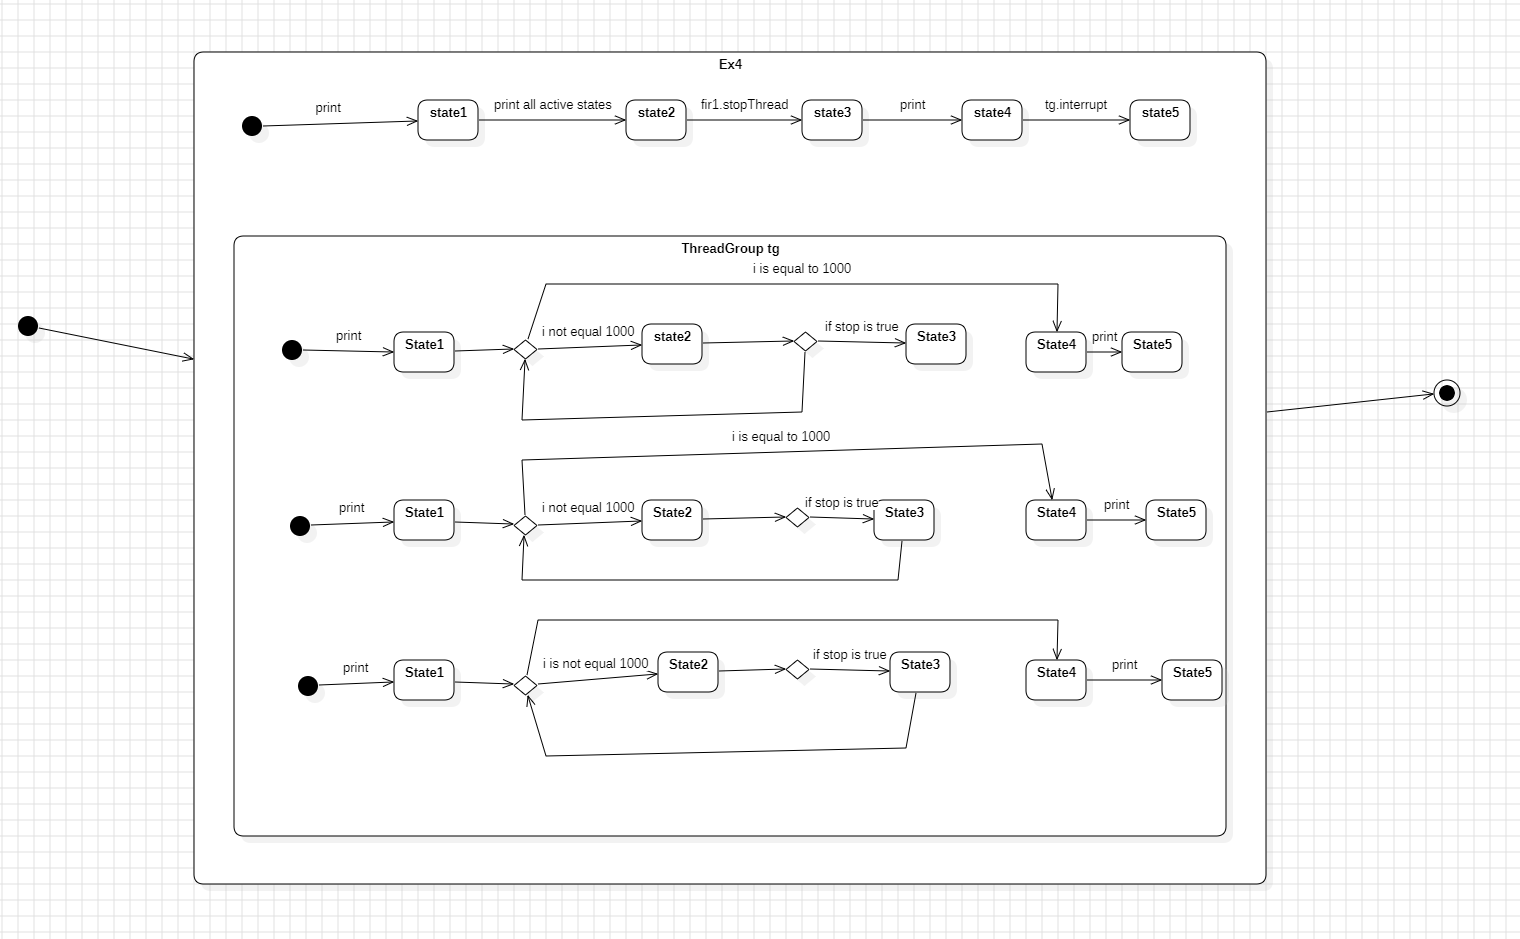 Ex4
print
state1
print all active states
state2
fir1.stopThread
state3
print
state4
tg.interrupt
state5
ThreadGroup tg
i is equal to 1000
print
State1
i not equal 1000
state2
if stop is true
State3
State4
print
State5
i is equal to 1000
print
State1
i not equal 1000
State2
if stop is true
State3
State4
print
State5
print
State1
i is not equal 1000
State2
if stop is true
State3
State4
print
State5